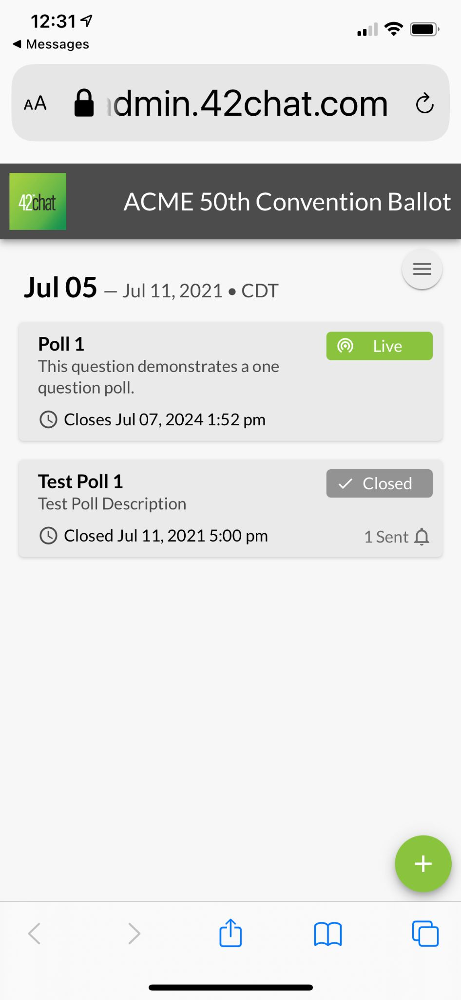 12:31
Messages
AA
dmin.42chat.com
42*chat
ACME 50th Convention Ballot
Jul 05 – Jul 11, 2021 • CDT
Poll 1
Live
This question demonstrates a one
question poll.
Closes Jul 07, 2024 1:52 pm
Test Poll 1
Closed
Test Poll Description
Closed Jul 11, 2021 5:00 pm
1 Sent